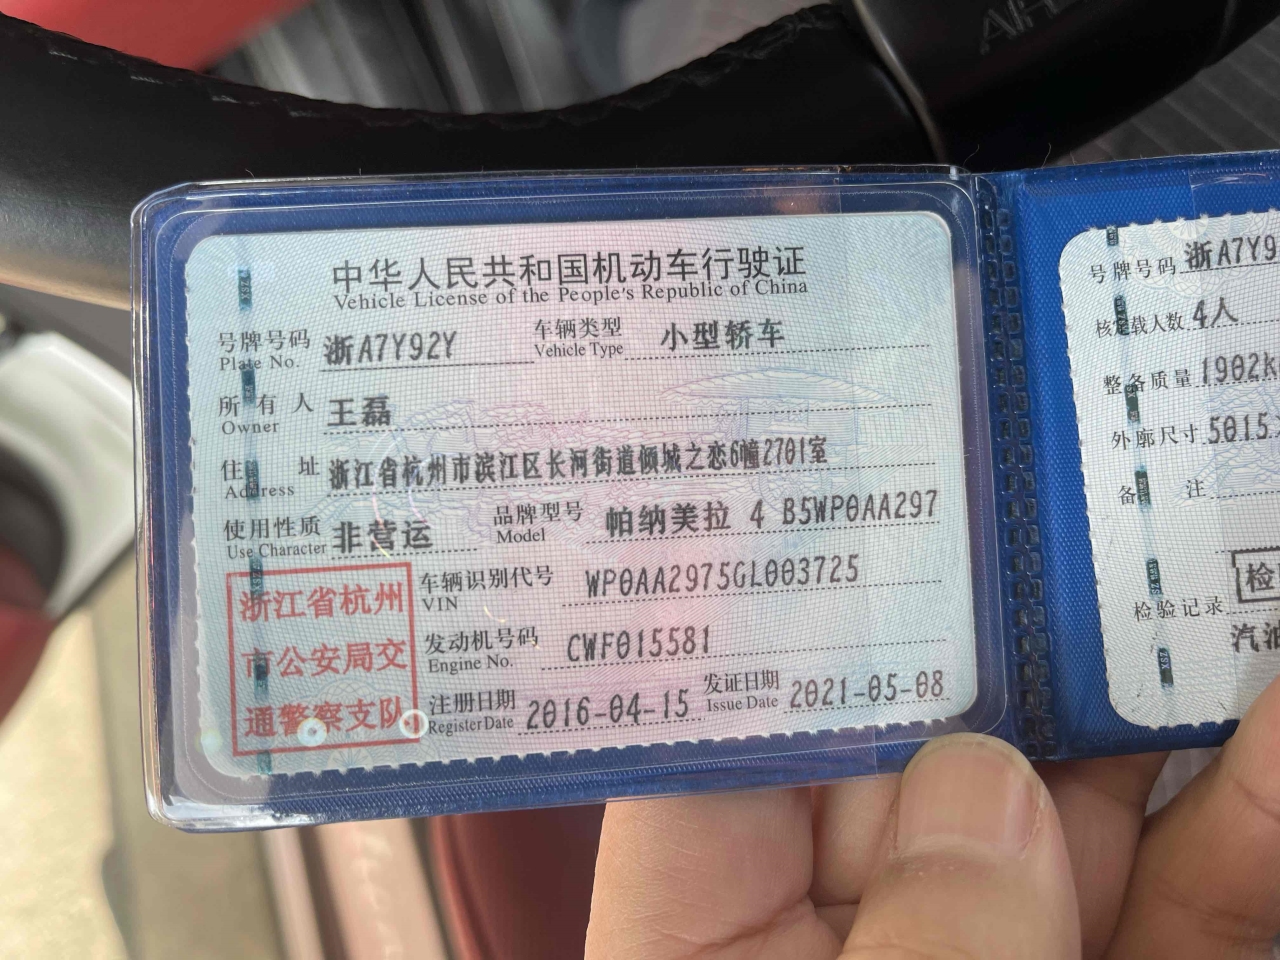 中华人民共和国机动车行驶证
Vehicle License of the People's Republic of China
号牌号码 浙A7Y92Y 车辆类型 小型轿车
Plate No. Vehicle Type
所有人 王磊
Owner
住址 浙江省杭州市滨江区长河街道倾城之恋6幢2701室
Address
使用性质 非营运 品牌型号 帕纳美拉 4 B5WP0AA297
Use Character Model
车辆识别代号 WP0AA2975GL003725
VIN
发动机号码 CWF015581
Engine No.
注册日期 2016-04-15 发证日期 2021-05-08
Register Date Issue Date
浙江省杭州
市公安局交
通警察支队
号牌号码 浙A7Y9
核定载人数 4人
整备质量 1902k
外廓尺寸 5015
备注
检
检验记录
汽油